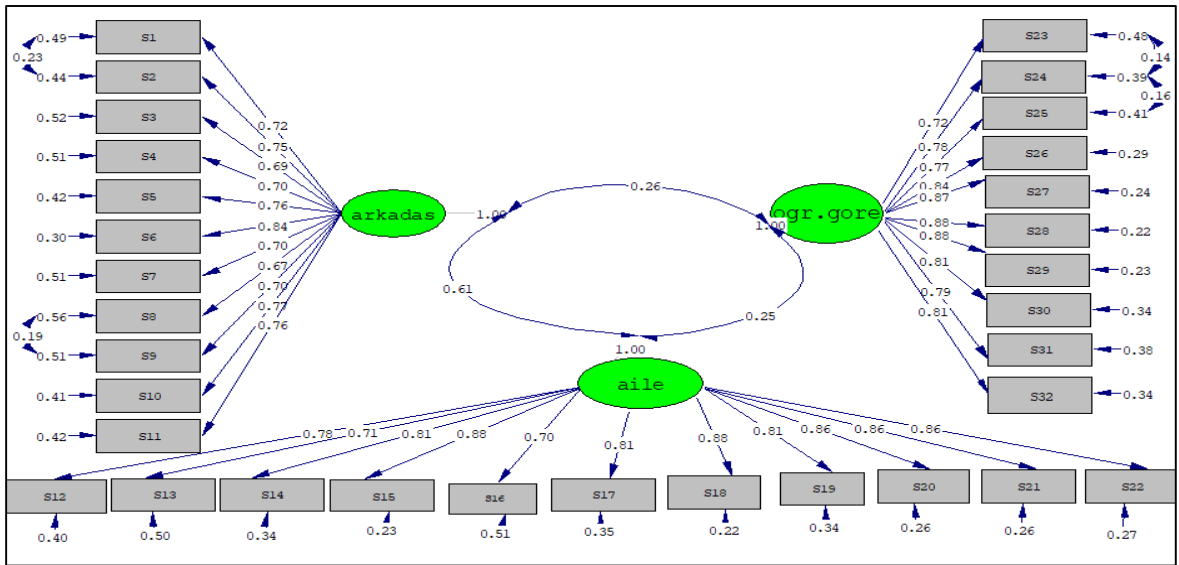 0.49 S1
0.23
0.44 S2
0.52 S3
0.51 S4
0.42 S5
0.30 S6
0.51 S7
0.56 S8
0.19
0.51 S9
0.41 S10
0.42 S11
0.72
0.75
0.69
0.70
0.76
0.84
0.70
0.67
0.70
0.77
0.76
arkadas
1.00
0.26
0.61
0.25
1.00
ogr.gore
1.00
aile
0.72
0.78
0.77
0.84
0.87
0.88
0.88
0.81
0.79
0.81
S23 0.48
0.14
S24 0.39
0.16
S25 0.41
S26 0.29
S27 0.24
S28 0.22
S29 0.23
S30 0.34
S31 0.38
S32 0.34
0.78 0.71 0.81 0.88 0.70 0.81 0.88 0.81 0.86 0.86 0.86
S12 S13 S14 S15 S16 S17 S18 S19 S20 S21 S22
0.40 0.50 0.34 0.23 0.51 0.35 0.22 0.34 0.26 0.26 0.27